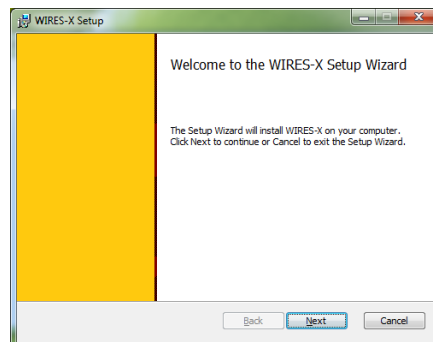 WIRES-X Setup
Welcome to the WIRES-X Setup Wizard
The Setup Wizard will install WIRES-X on your computer.
Click Next to continue or Cancel to exit the Setup Wizard.
Back Next Cancel